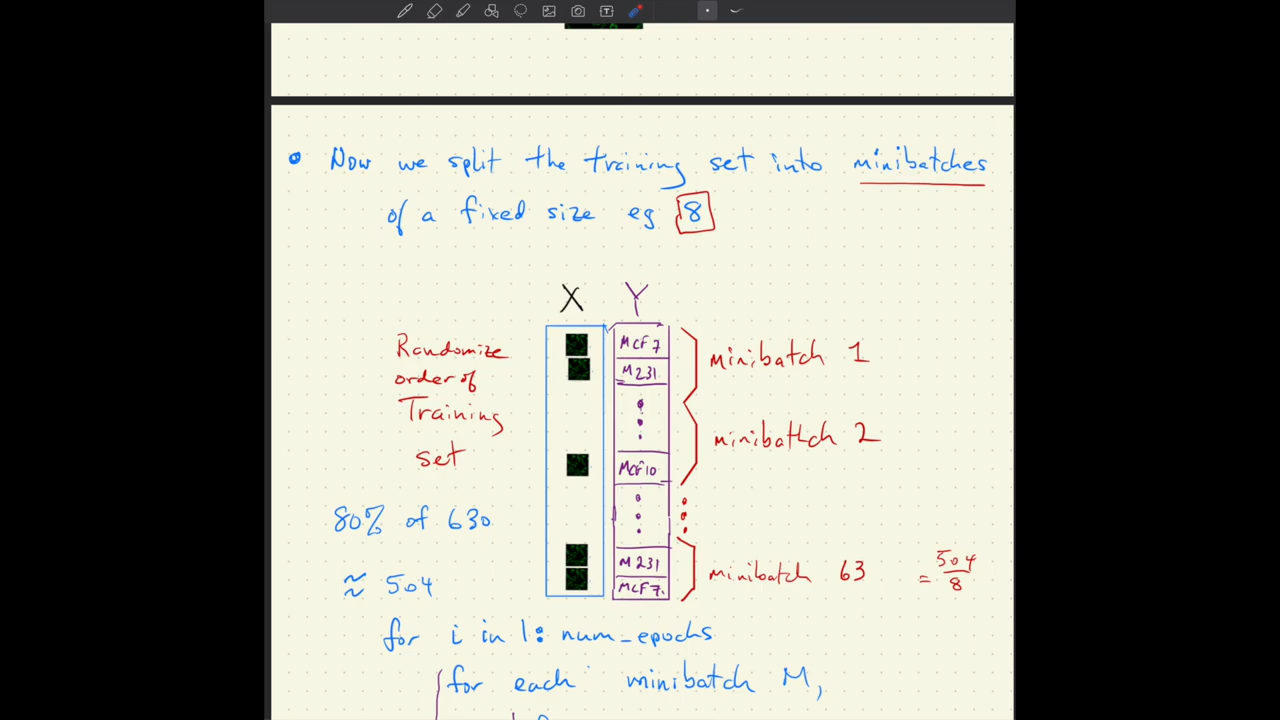 Now we split the training set into minibatches
of a fixed size eg 8
X Y
Randomize
order of
Training
set
MCF7
M231
MCF10
M231
MCF7
minibatch 1
minibathch 2
minibatch 63 = 504/8
80% of 630
≈ 504
for i in 1: num_epochs
for each minibatch M,